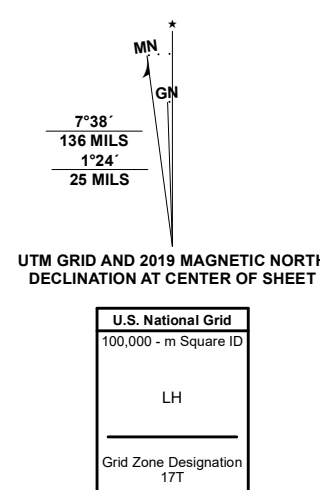 MN
GN
7°38´
136 MILS
1°24´
25 MILS
UTM GRID AND 2019 MAGNETIC NORTH
DECLINATION AT CENTER OF SHEET
U.S. National Grid
100,000 - m Square ID
LH
Grid Zone Designation
17T